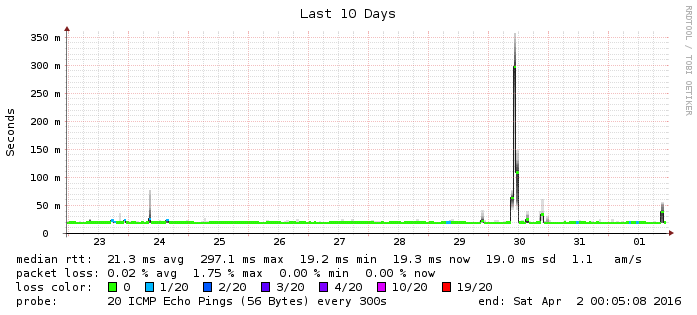 Last 10 Days
RRDTOOL / TOBI OETIKER
Seconds
350 m
300 m
250 m
200 m
150 m
100 m
50 m
0
23 24 25 26 27 28 29 30 31 01
median rtt: 21.3 ms avg 297.1 ms max 19.2 ms min 19.3 ms now 19.0 ms sd 1.1 am/s
packet loss: 0.02 % avg 1.75 % max 0.00 % min 0.00 % now
loss color: 0 1/20 2/20 3/20 4/20 10/20 19/20
probe: 20 ICMP Echo Pings (56 Bytes) every 300s end: Sat Apr 2 00:05:08 2016